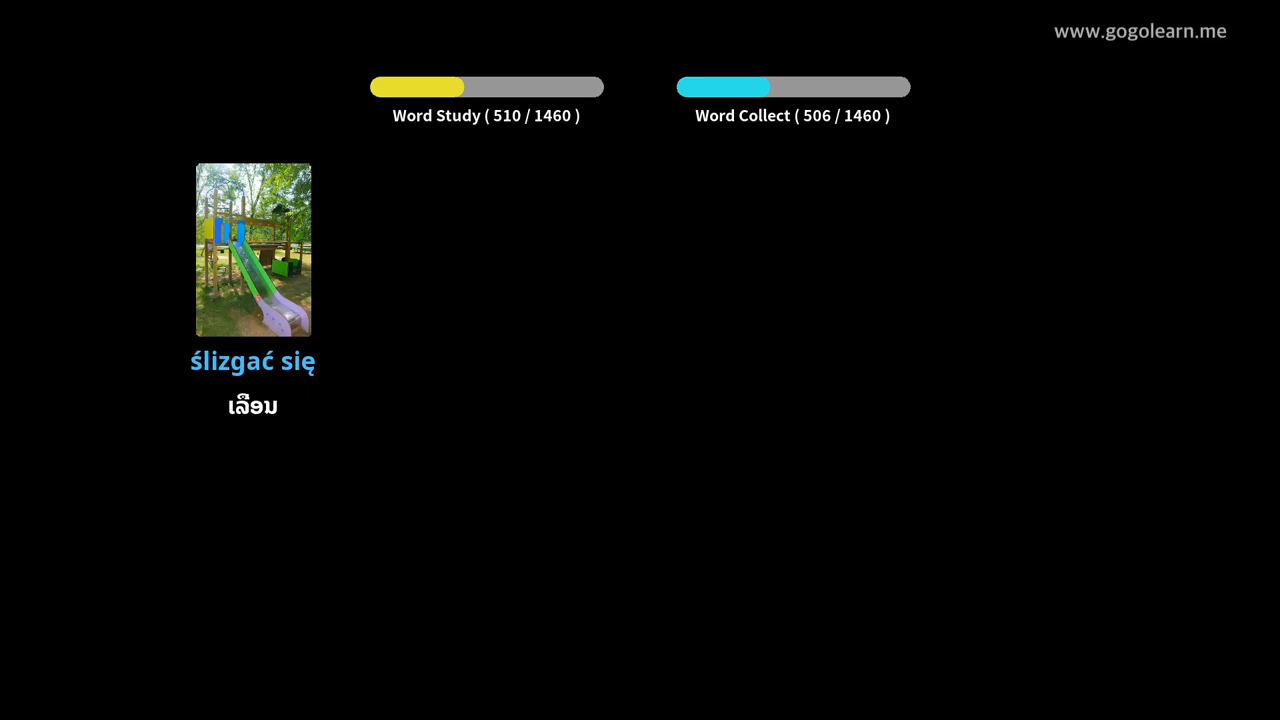 www.gogolearn.me
Word Study ( 510 / 1460 )
Word Collect ( 506 / 1460 )
ślizgać się
ເລືອນ